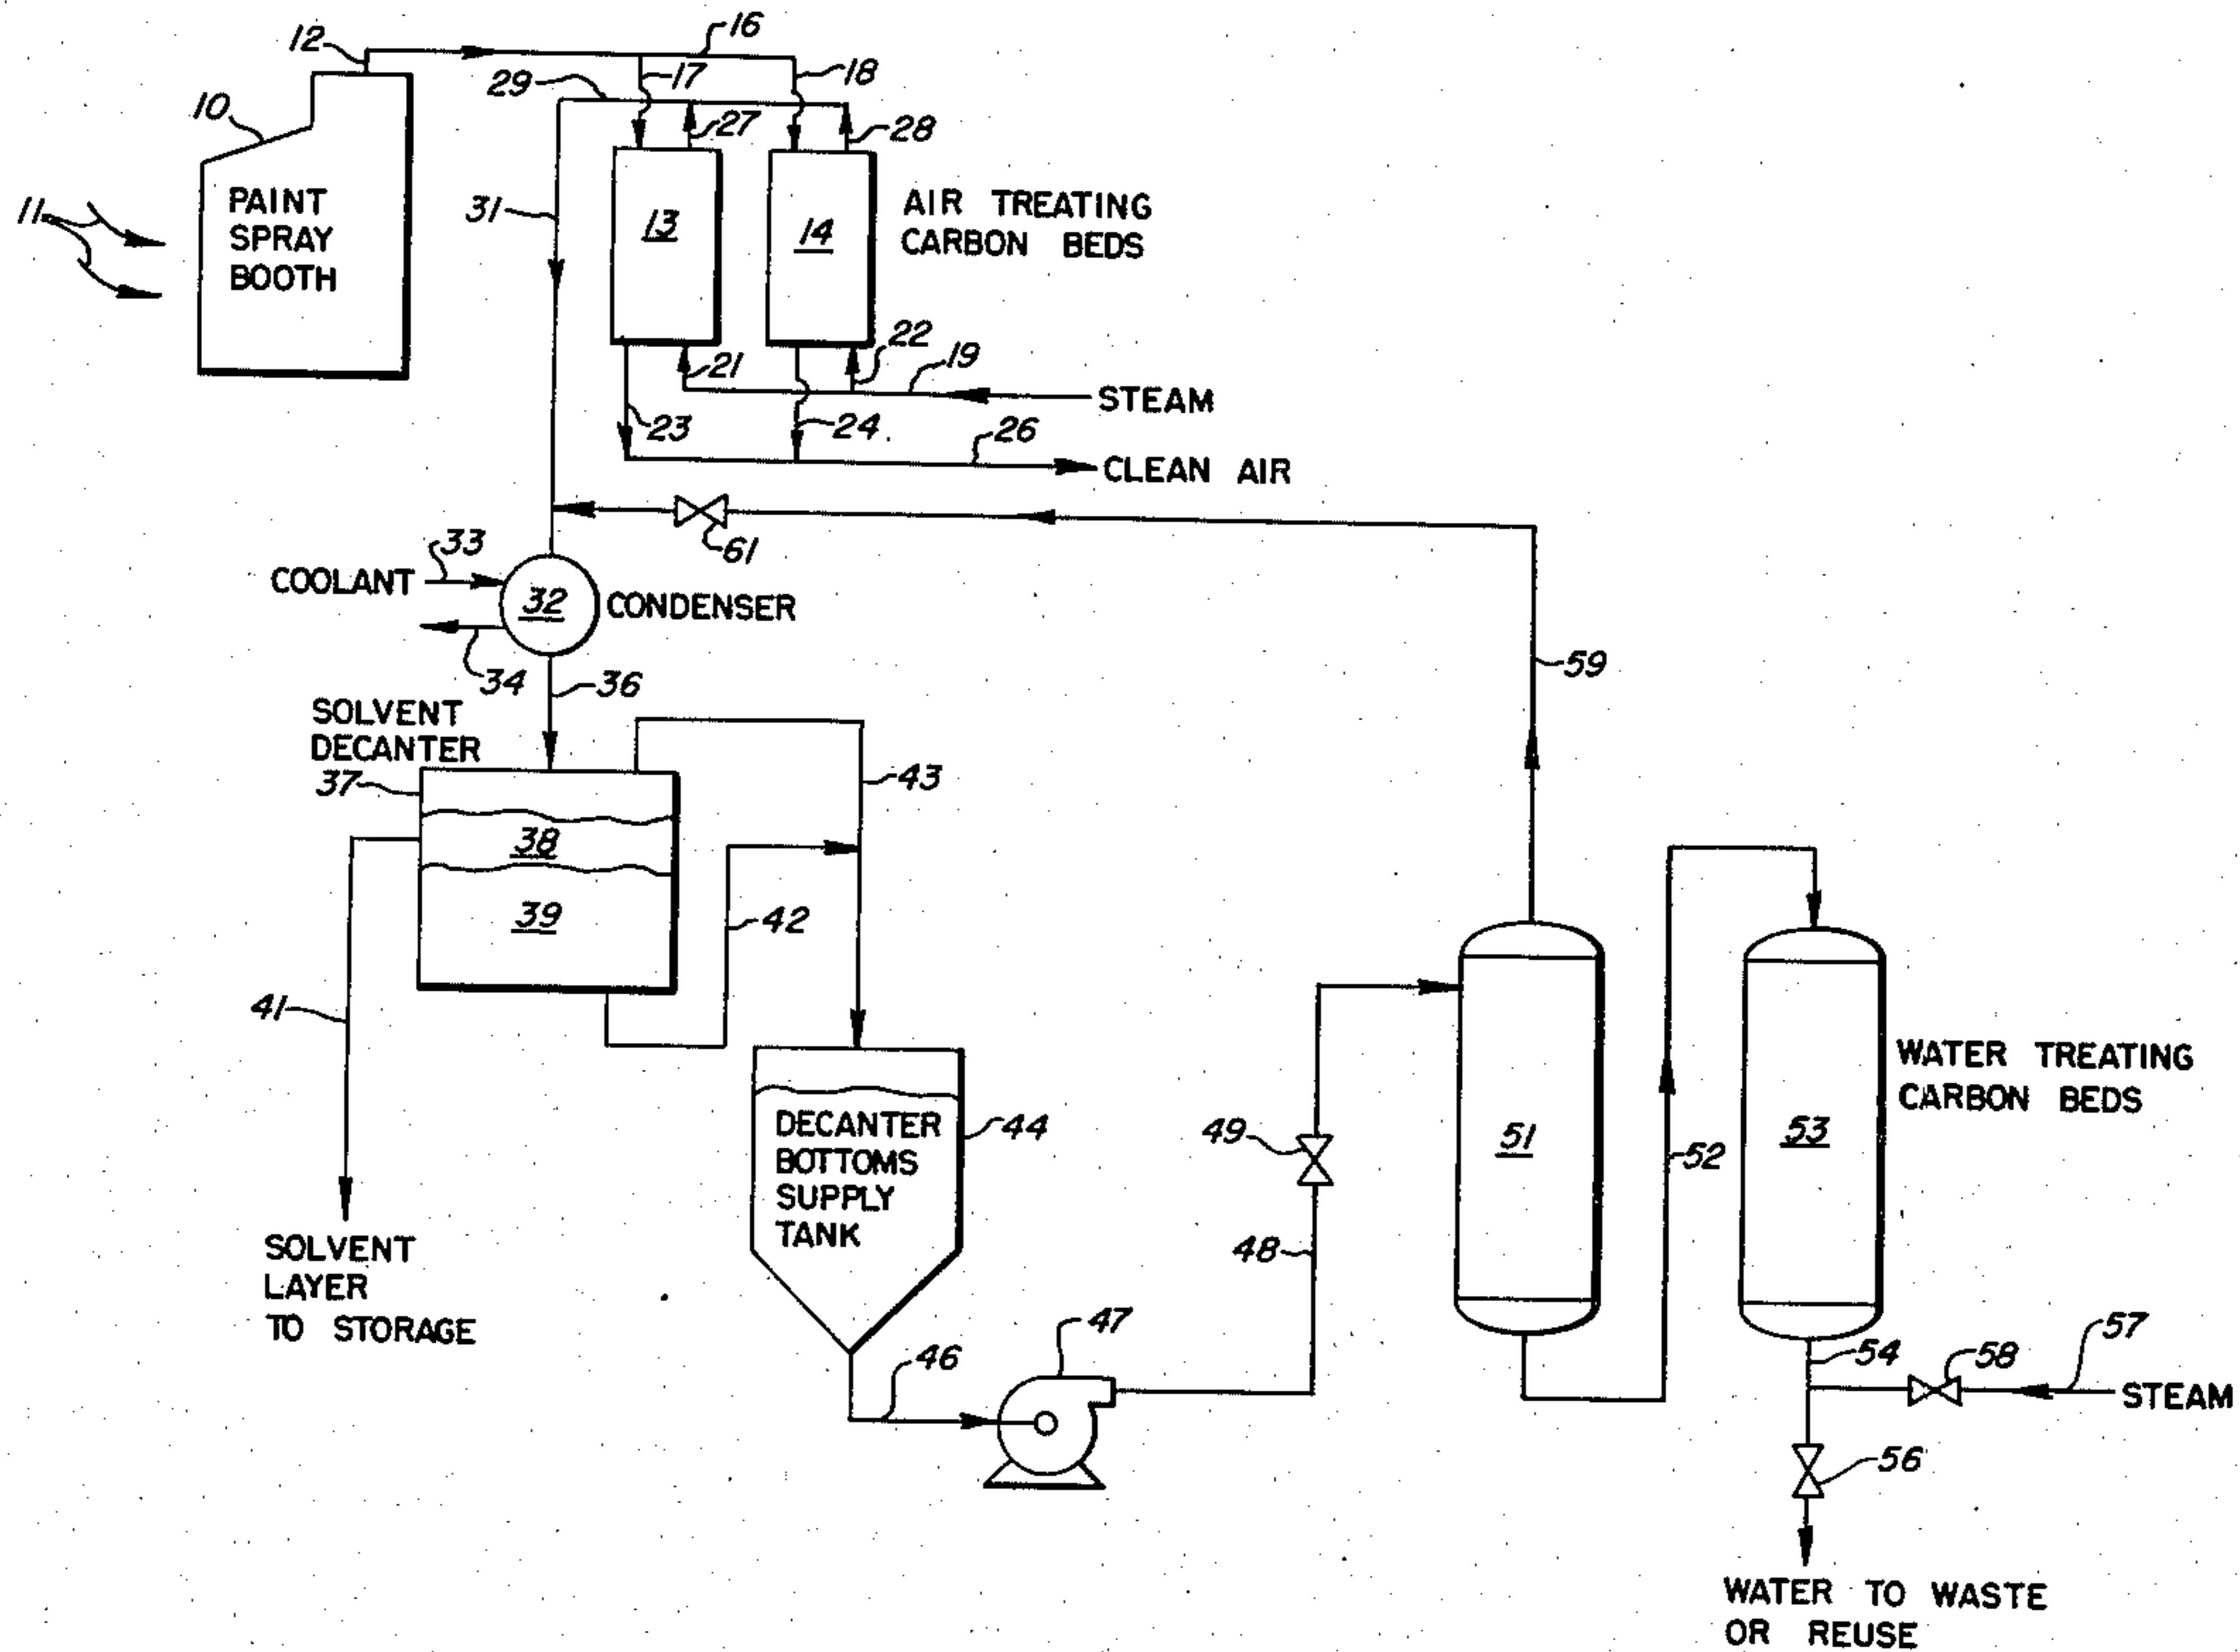 12
16
17
18
29
10
27
28
11
PAINT
SPRAY
BOOTH
31
13
14
AIR TREATING
CARBON BEDS
21
22
19
STEAM
23
24
26
CLEAN AIR
61
33
COOLANT
32
CONDENSER
34
36
59
SOLVENT
DECANTER
37
43
38
39
42
41
DECANTER
BOTTOMS
SUPPLY
TANK
44
SOLVENT
LAYER
TO STORAGE
46
47
48
49
51
52
53
WATER TREATING
CARBON BEDS
54
58
57
STEAM
56
WATER TO WASTE
OR REUSE